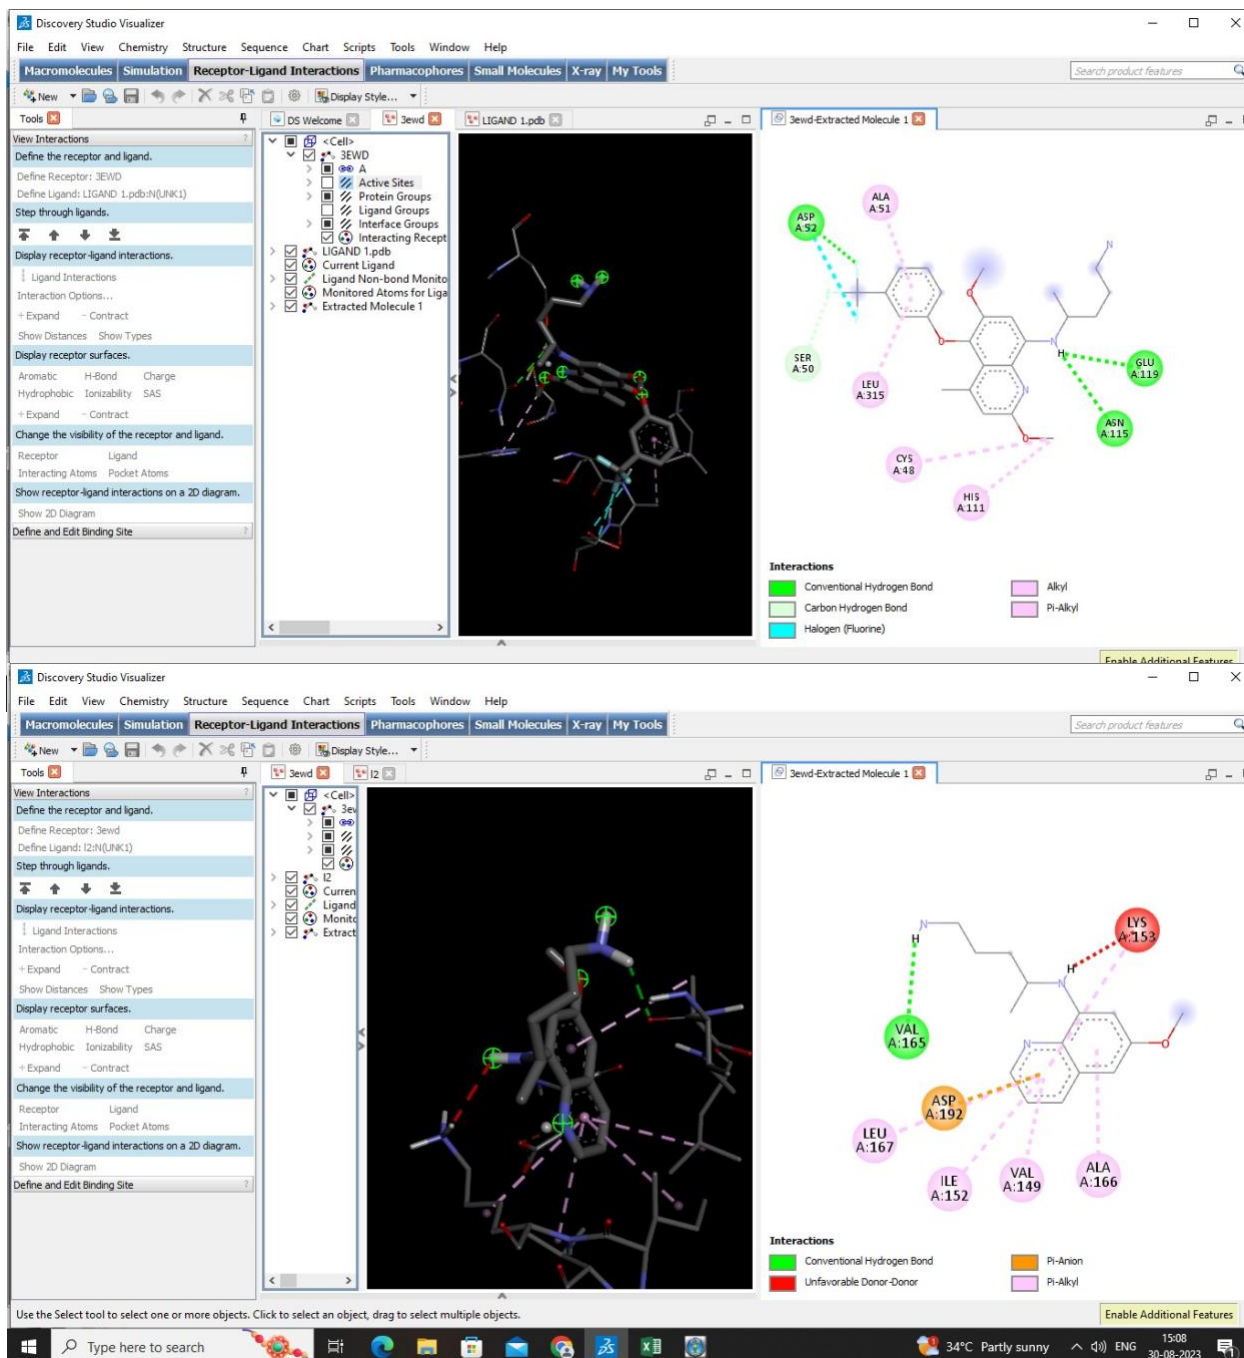 Discovery Studio Visualizer
File Edit View Chemistry Structure Sequence Chart Scripts Tools Window Help
Macromolecules Simulation Receptor-Ligand Interactions Pharmacophores Small Molecules X-ray My Tools
Search product features
New Display Style...
Tools
DS Welcome 3ewd LIGAND 1.pdb
3ewd-Extracted Molecule 1
View Interactions ?
Define the receptor and ligand.
Define Receptor: 3EWD
Define Ligand: LIGAND 1.pdb:N(UNK1)
Step through ligands.
Display receptor-ligand interactions.
Ligand Interactions
Interaction Options...
+Expand - Contract
Show Distances Show Types
Display receptor surfaces.
Aromatic H-Bond Charge
Hydrophobic Ionizability SAS
+Expand - Contract
Change the visibility of the receptor and ligand.
Receptor Ligand
Interacting Atoms Pocket Atoms
Show receptor-ligand interactions on a 2D diagram.
Show 2D Diagram
Define and Edit Binding Site ?
<Cell>
3EWD
A
Active Sites
Protein Groups
Ligand Groups
Interface Groups
Interacting Recept
LIGAND 1.pdb
Current Ligand
Ligand Non-bond Monito
Monitored Atoms for Liga
Extracted Molecule 1
ALA
A:51
ASP
A:52
N
O
SER
A:50
O
N
H
GLU
A:119
LEU
A:315
N
ASN
A:115
O
CYS
A:48
HIS
A:111
Interactions
Conventional Hydrogen Bond
Carbon Hydrogen Bond
Halogen (Fluorine)
Alkyl
Pi-Alkyl
Enable Additional Features
Discovery Studio Visualizer
File Edit View Chemistry Structure Sequence Chart Scripts Tools Window Help
Macromolecules Simulation Receptor-Ligand Interactions Pharmacophores Small Molecules X-ray My Tools
Search product features
New Display Style...
Tools
3ewd l2
3ewd-Extracted Molecule 1
View Interactions ?
Define the receptor and ligand.
Define Receptor: 3ewd
Define Ligand: l2:N(UNK1)
Step through ligands.
Display receptor-ligand interactions.
Ligand Interactions
Interaction Options...
+Expand - Contract
Show Distances Show Types
Display receptor surfaces.
Aromatic H-Bond Charge
Hydrophobic Ionizability SAS
+Expand - Contract
Change the visibility of the receptor and ligand.
Receptor Ligand
Interacting Atoms Pocket Atoms
Show receptor-ligand interactions on a 2D diagram.
Show 2D Diagram
Define and Edit Binding Site ?
<Cell>
3ew
l2
Curren
Ligand
Monito
Extract
N
H
LYS
A:153
H
N
VAL
A:165
N
O
ASP
A:192
LEU
A:167
ILE
A:152
VAL
A:149
ALA
A:166
Interactions
Conventional Hydrogen Bond
Unfavorable Donor-Donor
Pi-Anion
Pi-Alkyl
Use the Select tool to select one or more objects. Click to select an object, drag to select multiple objects.
Enable Additional Features
Type here to search
34°C Partly sunny
ENG
15:08
30-08-2023